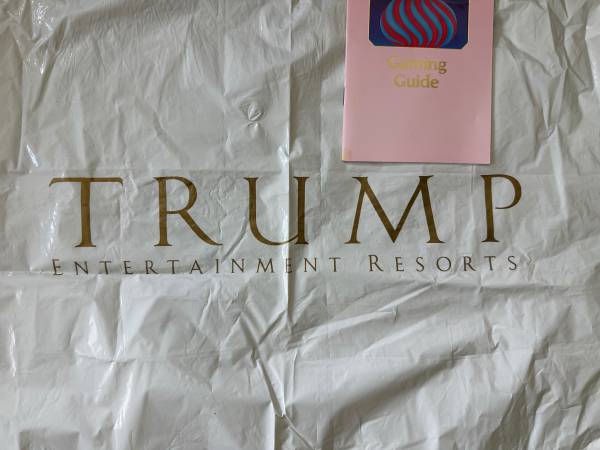 Gaming
Guide
TRUMP
ENTERTAINMENT RESORTS